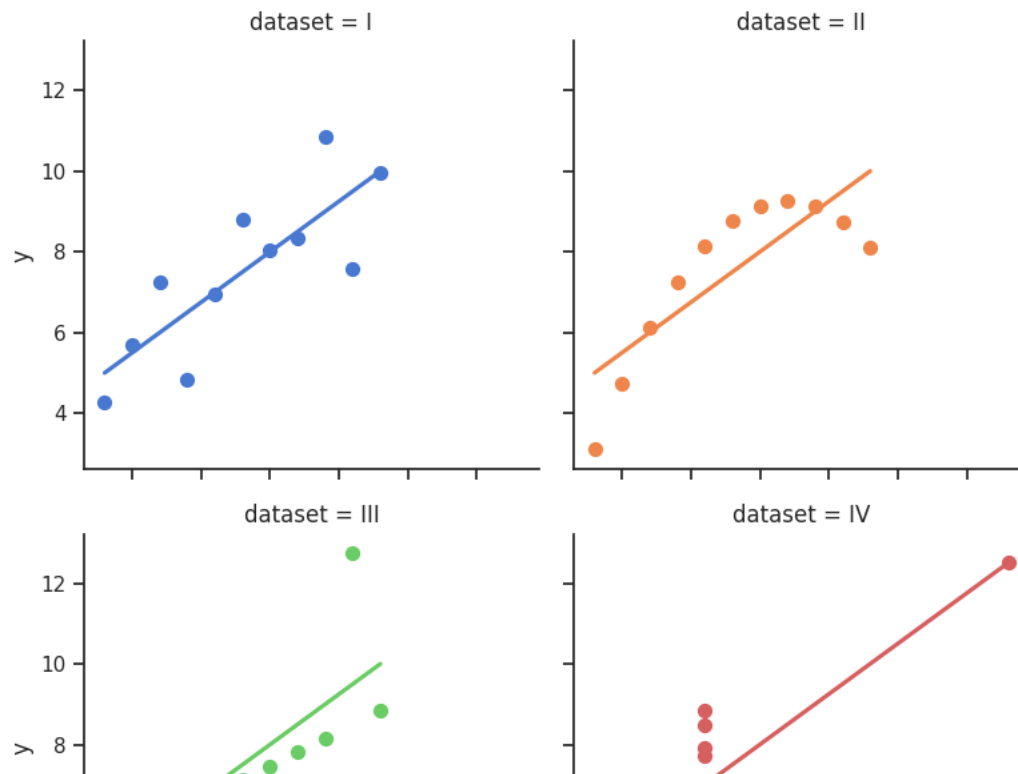 dataset = I
dataset = II
12
10
8
6
4
y
dataset = III
dataset = IV
12
10
8
y